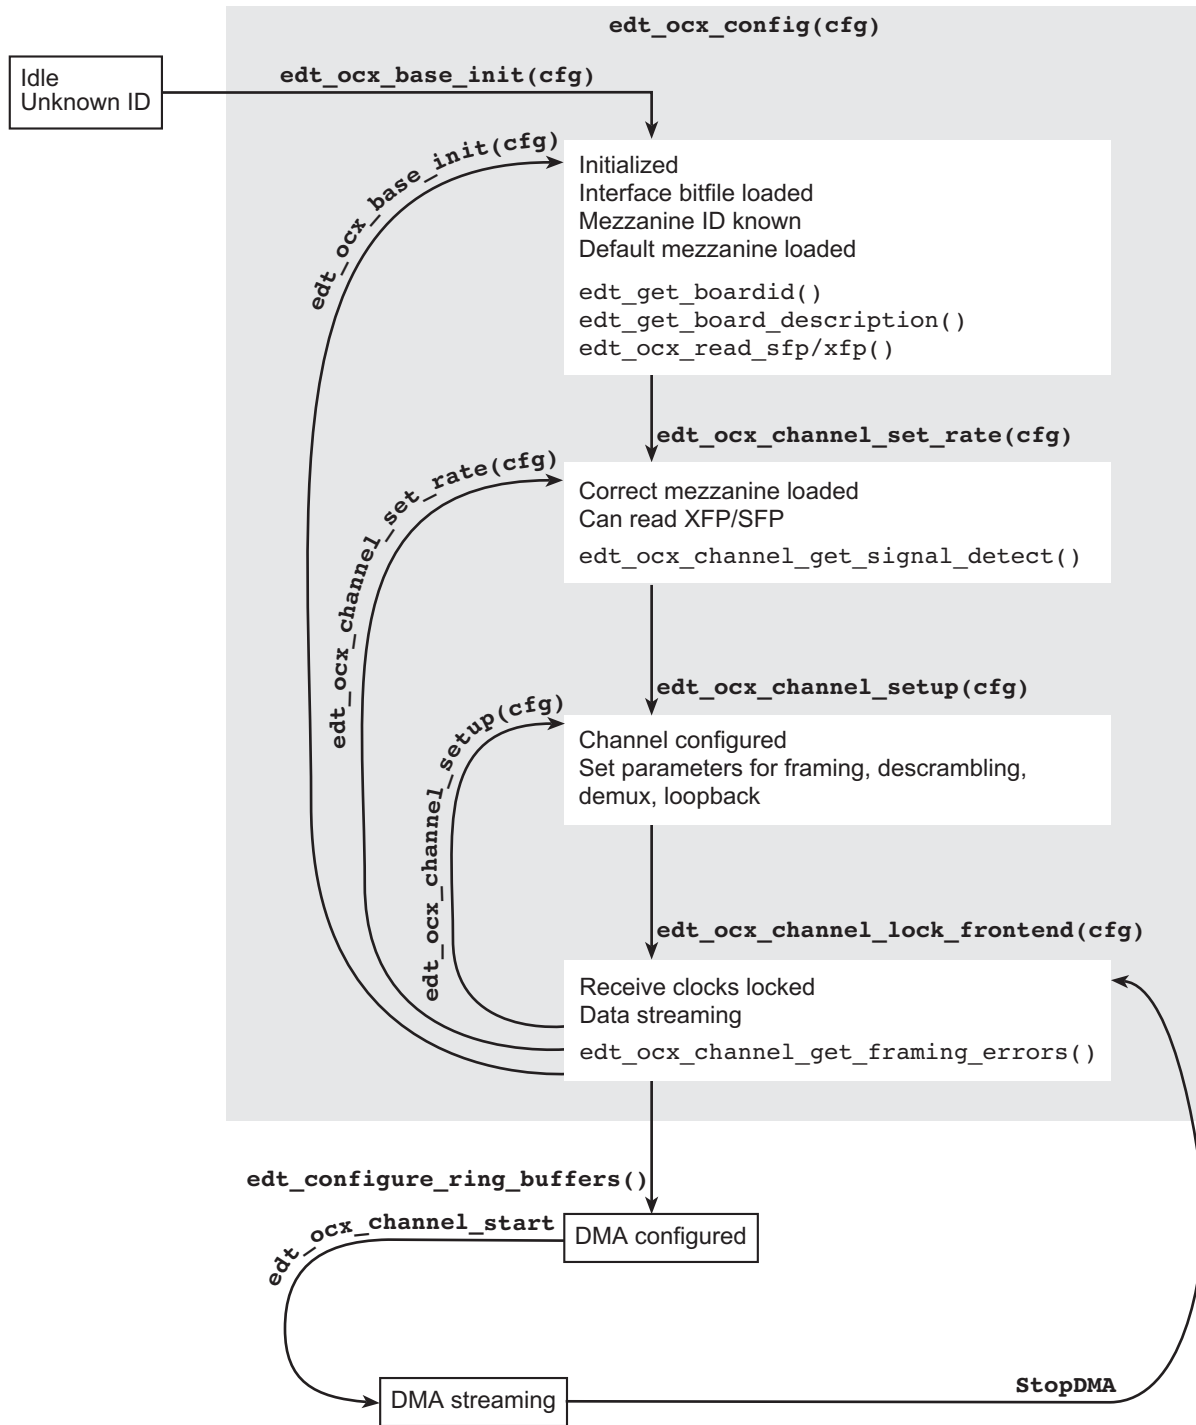 edt_ocx_config(cfg)
Idle
Unknown ID
edt_ocx_base_init(cfg)
edt_ocx_base_init(cfg)
Initialized
Interface bitfile loaded
Mezzanine ID known
Default mezzanine loaded
edt_get_boardid()
edt_get_board_description()
edt_ocx_read_sfp/xfp()
edt_ocx_channel_set_rate(cfg)
edt_ocx_channel_set_rate(cfg)
Correct mezzanine loaded
Can read XFP/SFP
edt_ocx_channel_get_signal_detect()
edt_ocx_channel_setup(cfg)
edt_ocx_channel_setup(cfg)
Channel configured
Set parameters for framing, descrambling,
demux, loopback
edt_ocx_channel_lock_frontend(cfg)
Receive clocks locked
Data streaming
edt_ocx_channel_get_framing_errors()
edt_configure_ring_buffers()
edt_ocx_channel_start
DMA configured
StopDMA
DMA streaming